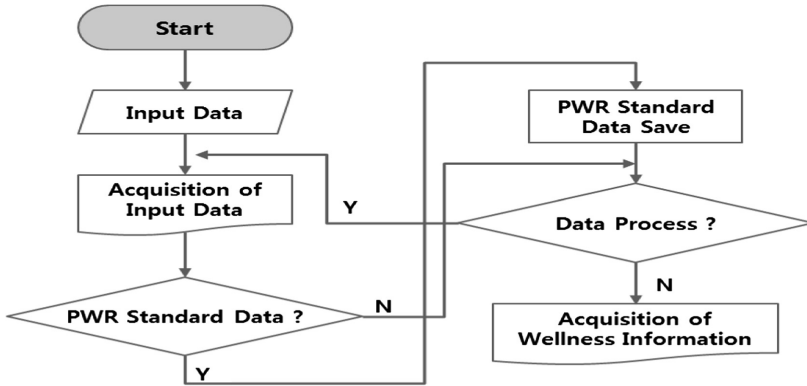 Start
Input Data
Acquisition of
Input Data
PWR Standard Data ?
Y
N
PWR Standard
Data Save
Data Process ?
Y
N
Acquisition of
Wellness Information